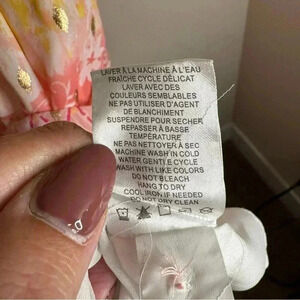 LAVER À LA MACHINE À L'EAU
FRAÎCHE CYCLE DÉLICAT
LAVER AVEC DES
COULEURS SEMBLABLES
NE PAS UTILISER D'AGENT
DE BLANCHIMENT
SUSPENDRE POUR SÉCHER
REPASSER À BASSE
TEMPÉRATURE
NE PAS NETTOYER À SEC
MACHINE WASH IN COLD
WATER GENTLE CYCLE
WASH WITH LIKE COLORS
DO NOT BLEACH
HANG TO DRY
COOL IRON IF NEEDED
DO NOT DRY CLEAN